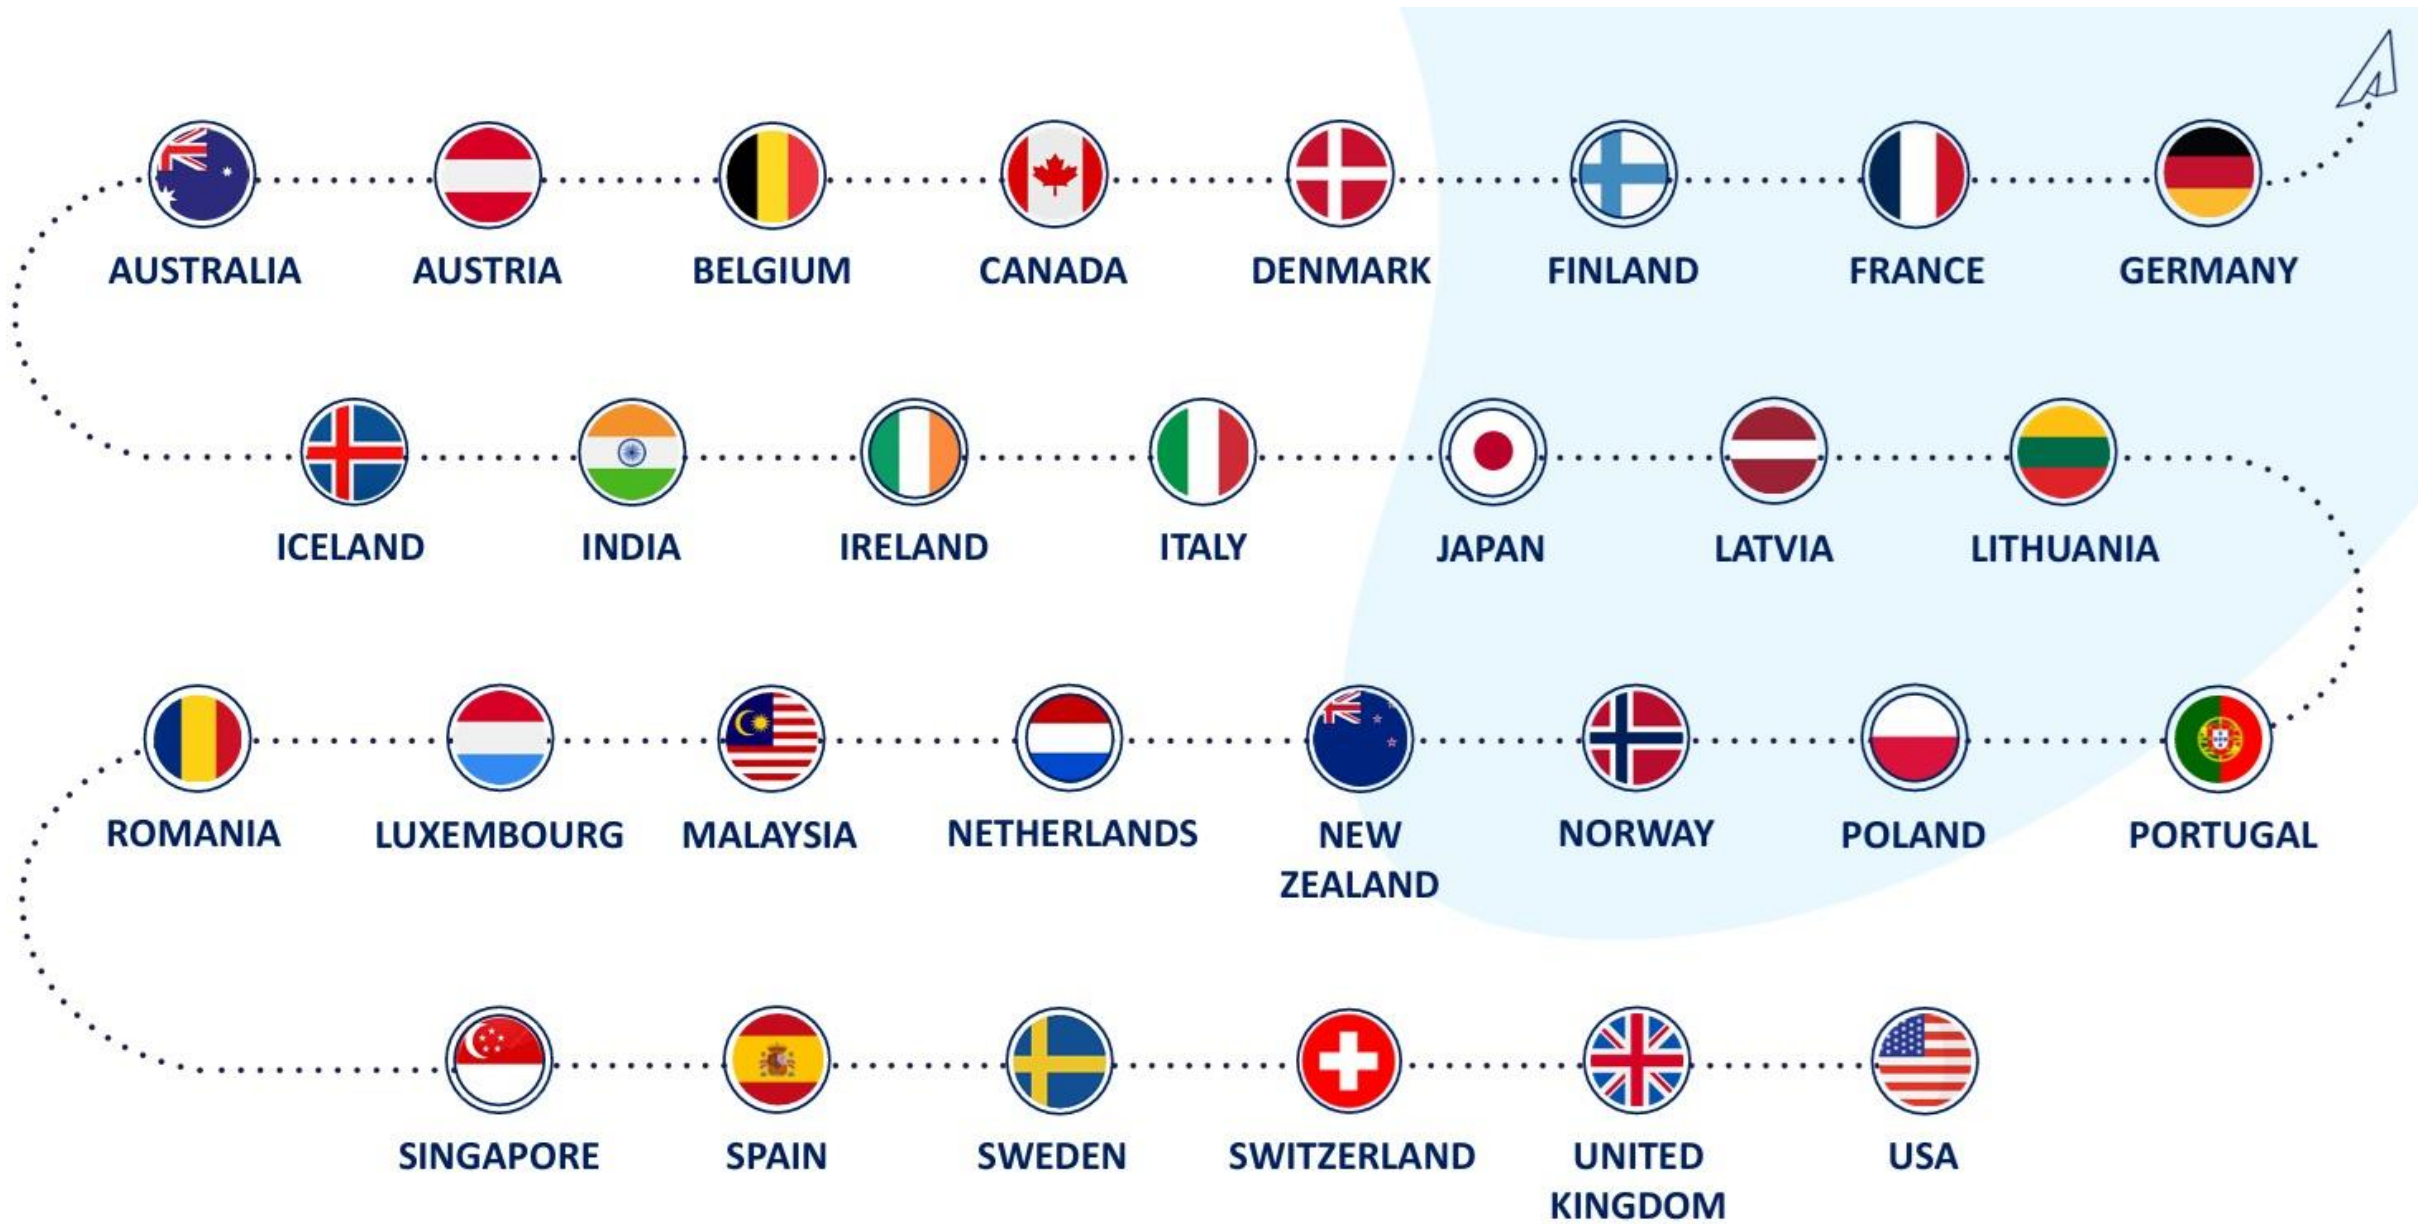 AUSTRALIA
AUSTRIA
BELGIUM
CANADA
DENMARK
FINLAND
FRANCE
GERMANY
ICELAND
INDIA
IRELAND
ITALY
JAPAN
LATVIA
LITHUANIA
ROMANIA
LUXEMBOURG
MALAYSIA
NETHERLANDS
NEW
ZEALAND
NORWAY
POLAND
PORTUGAL
SINGAPORE
SPAIN
SWEDEN
SWITZERLAND
UNITED
KINGDOM
USA